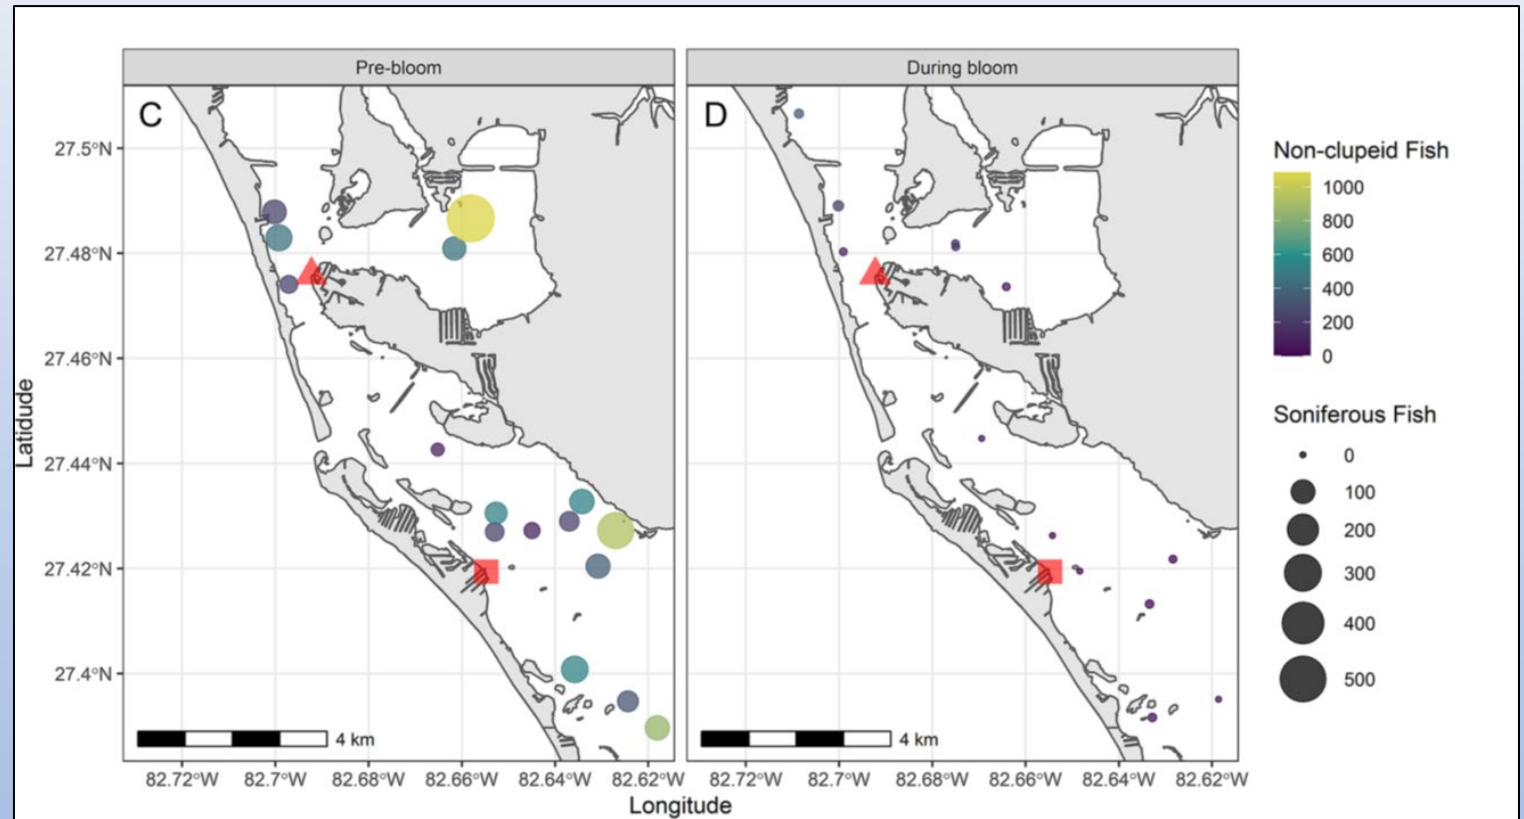 Pre-bloom
During bloom
C
D
27.5°N
27.48°N
27.46°N
27.44°N
27.42°N
27.4°N
Latidude
4 km
4 km
82.72°W 82.7°W 82.68°W 82.66°W 82.64°W 82.62°W
82.72°W 82.7°W 82.68°W 82.66°W 82.64°W 82.62°W
Longitude
Non-clupeid Fish
1000
800
600
400
200
0
Soniferous Fish
0
100
200
300
400
500